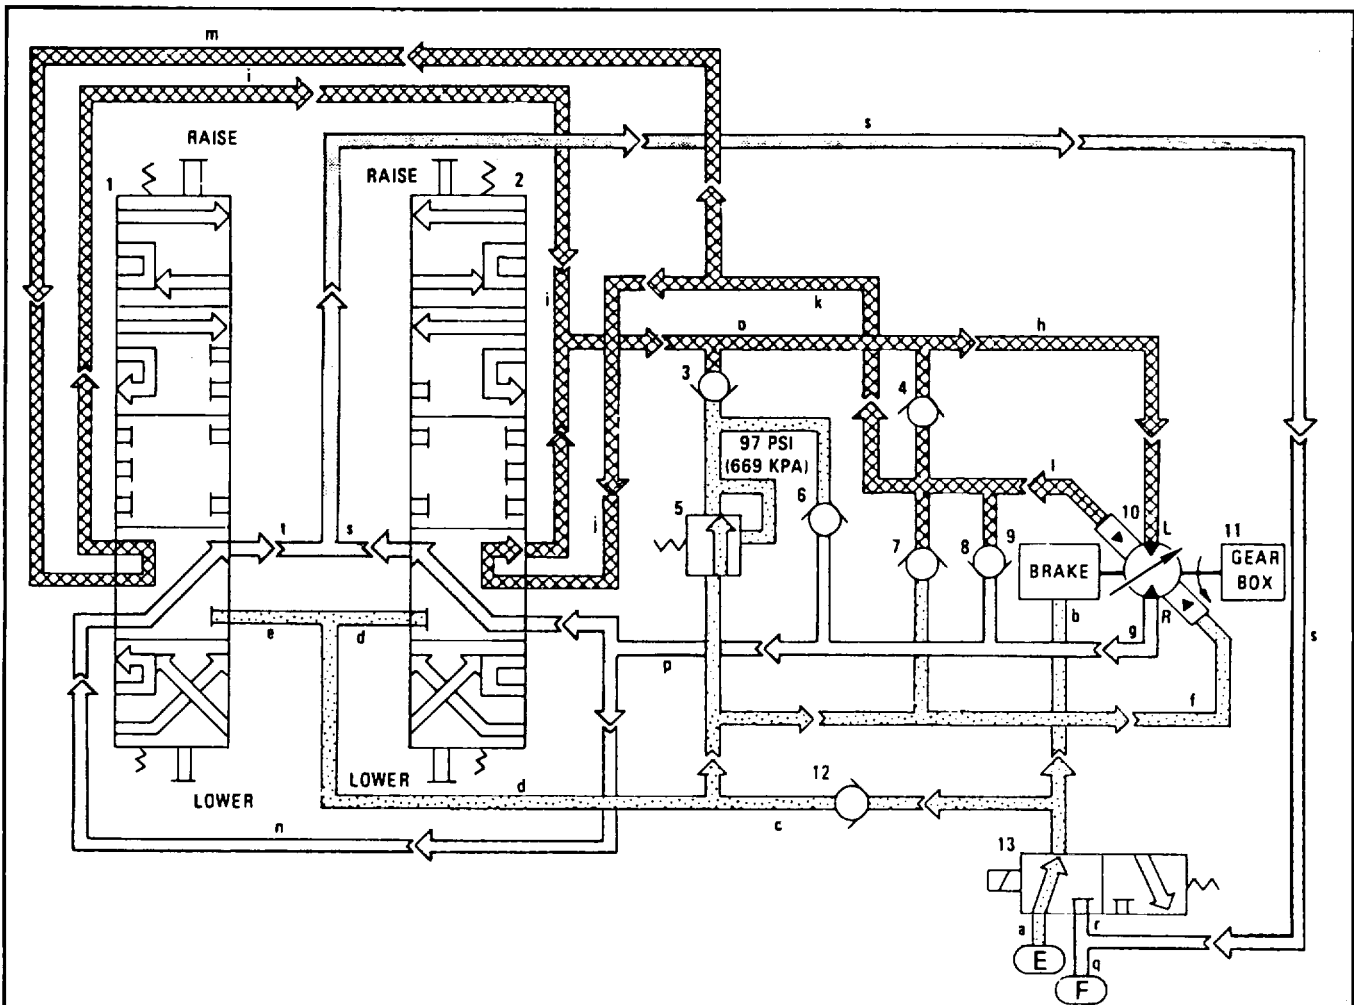 m
i
s
RAISE
RAISE
1
2
k
i
o
h
3
4
97 PSI
(669 KPA)
l
5
6
10
L
11
7
8
9
BRAKE
GEAR
BOX
j
t
s
b
g
R
s
e
d
p
f
LOWER
LOWER
d
12
c
n
13
a
r
E
q
F